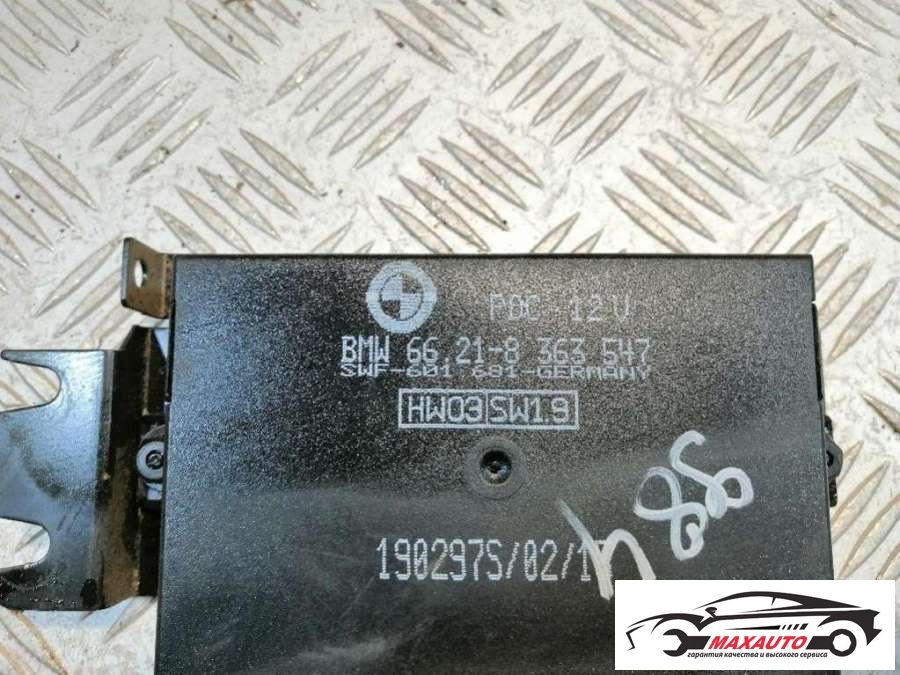 PDC 12V
BMW 66.21-8 363 547
SWF-601 681-GERMANY
HW03 SW1.9
190297S/02/1
MAXAUTO
гарантия качества и высокого сервиса